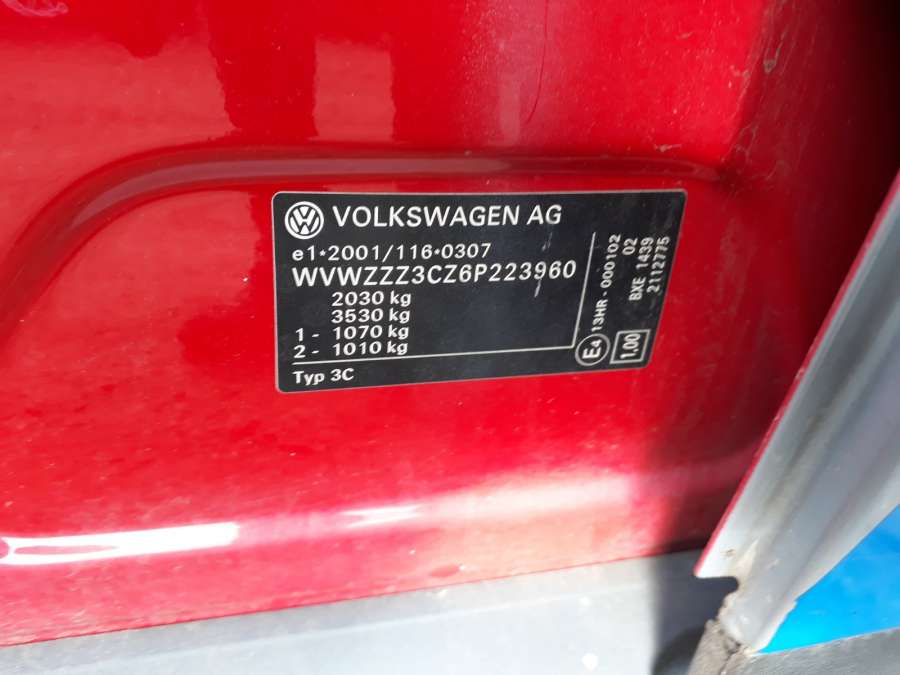 VOLKSWAGEN AG
e1*2001/116*0307
WVWZZZ3CZ6P223960
2030 kg
3530 kg
1 - 1070 kg
2 - 1010 kg
Typ 3C
E4 13HR - 000102
02
BXE 1439
2112775
1.00